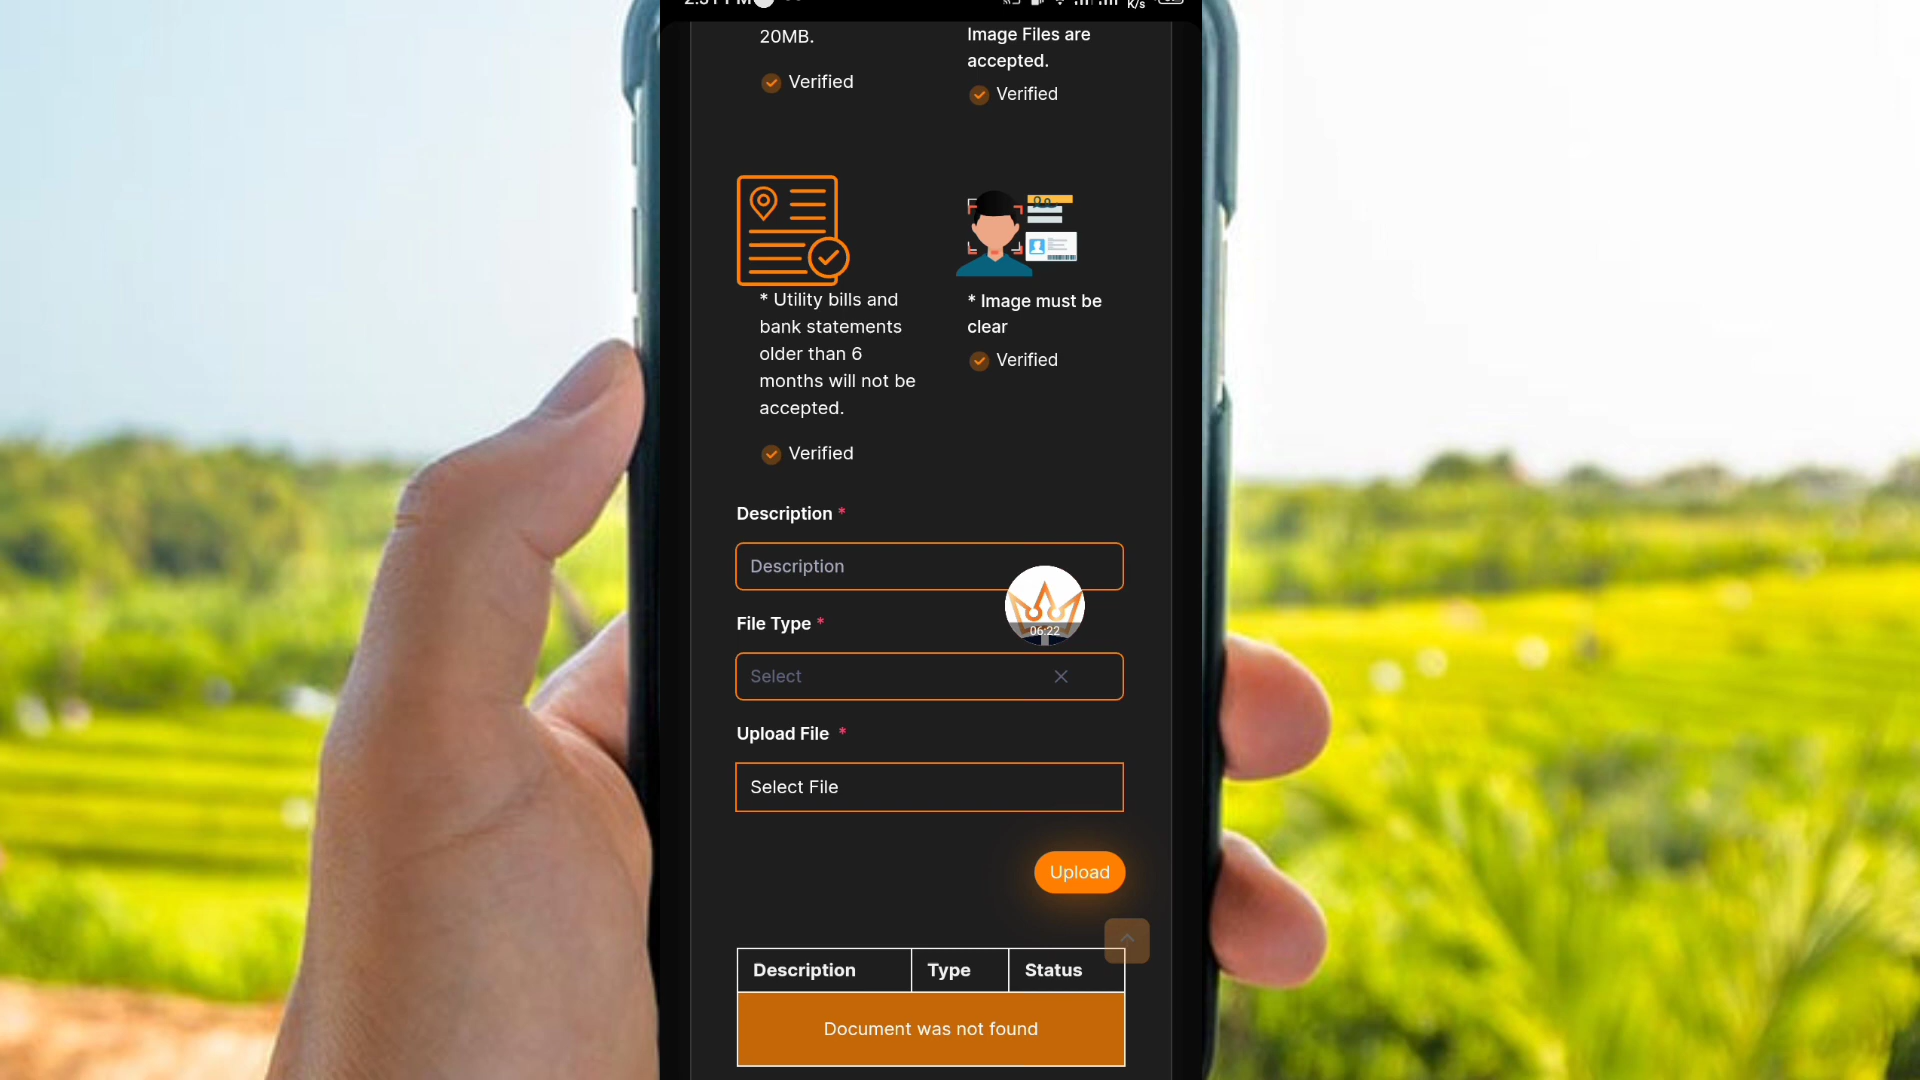 K/s
20MB.
Verified
Image Files are
accepted.
Verified
* Utility bills and
bank statements
older than 6
months will not be
accepted.
Verified
* Image must be
clear
Verified
Description *
Description
06:22
File Type *
Select
Upload File *
Select File
Upload
Description Type Status
Document was not found